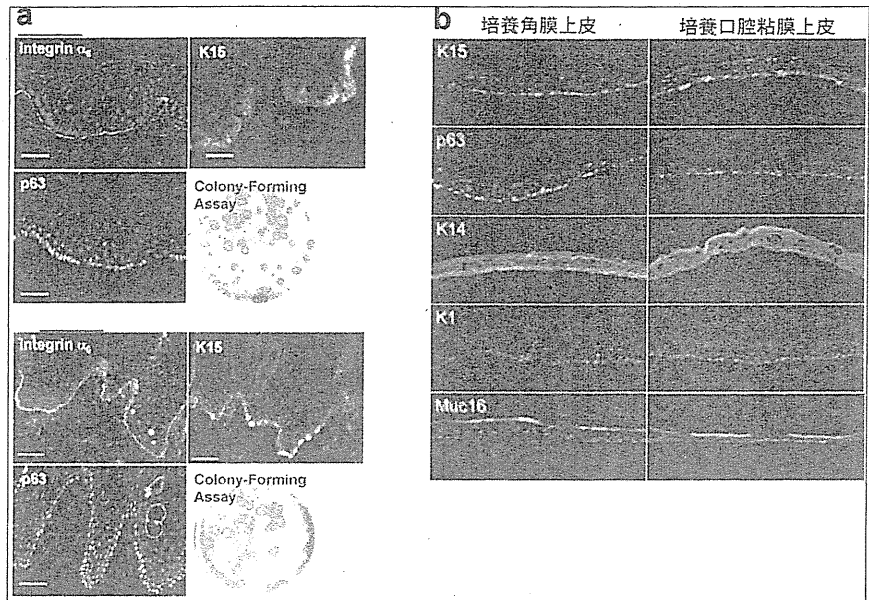 a
Integrin α6
K15
p63
Colony-Forming
Assay
Integrin α6
K15
p63
Colony-Forming
Assay
b
培養角膜上皮
培養口腔粘膜上皮
K15
p63
K14
K1
Muc16